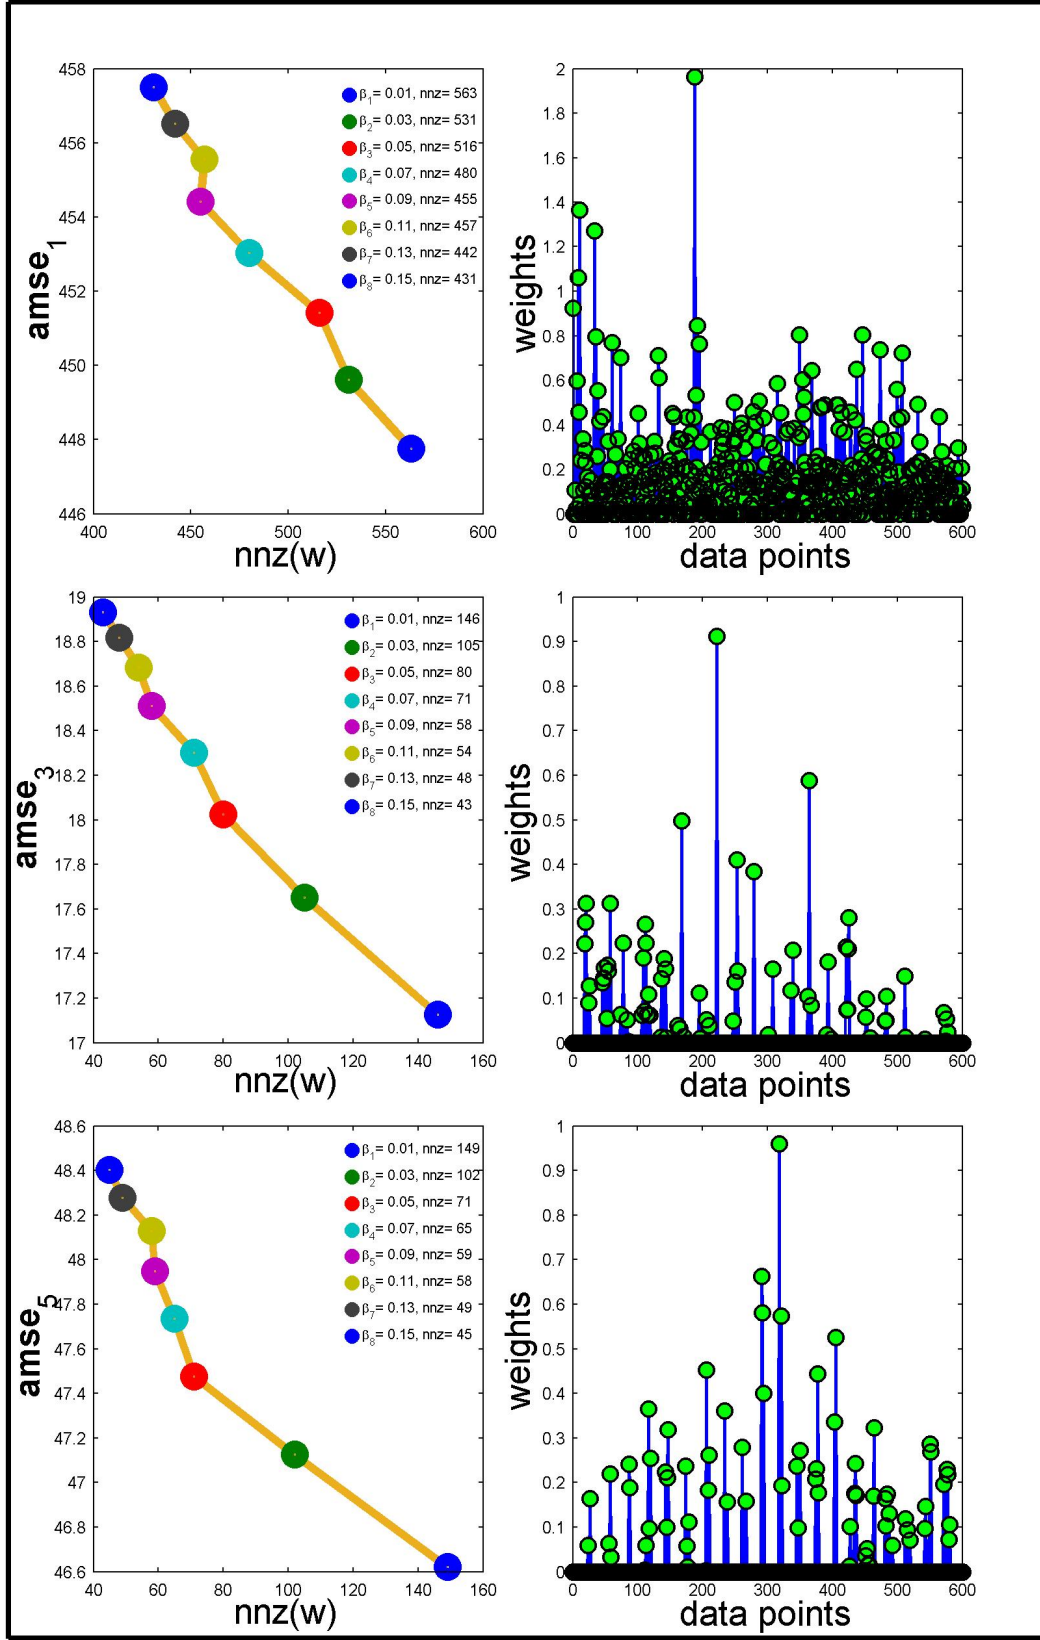 458
456
454
452
450
448
446
400
450
500
550
600
amse1
nnz(w)
β1= 0.01, nnz= 563
β2= 0.03, nnz= 531
β3= 0.05, nnz= 516
β4= 0.07, nnz= 480
β5= 0.09, nnz= 455
β6= 0.11, nnz= 457
β7= 0.13, nnz= 442
β8= 0.15, nnz= 431
2
1.8
1.6
1.4
1.2
1
0.8
0.6
0.4
0.2
0
0
100
200
300
400
500
600
weights
data points
19
18.8
18.6
18.4
18.2
18
17.8
17.6
17.4
17.2
17
40
60
80
100
120
140
160
amse3
nnz(w)
β1= 0.01, nnz= 146
β2= 0.03, nnz= 105
β3= 0.05, nnz= 80
β4= 0.07, nnz= 71
β5= 0.09, nnz= 58
β6= 0.11, nnz= 54
β7= 0.13, nnz= 48
β8= 0.15, nnz= 43
1
0.9
0.8
0.7
0.6
0.5
0.4
0.3
0.2
0.1
0
0
100
200
300
400
500
600
weights
data points
48.6
48.4
48.2
48
47.8
47.6
47.4
47.2
47
46.8
46.6
40
60
80
100
120
140
160
amse5
nnz(w)
β1= 0.01, nnz= 149
β2= 0.03, nnz= 102
β3= 0.05, nnz= 71
β4= 0.07, nnz= 65
β5= 0.09, nnz= 59
β6= 0.11, nnz= 58
β7= 0.13, nnz= 49
β8= 0.15, nnz= 45
1
0.9
0.8
0.7
0.6
0.5
0.4
0.3
0.2
0.1
0
0
100
200
300
400
500
600
weights
data points